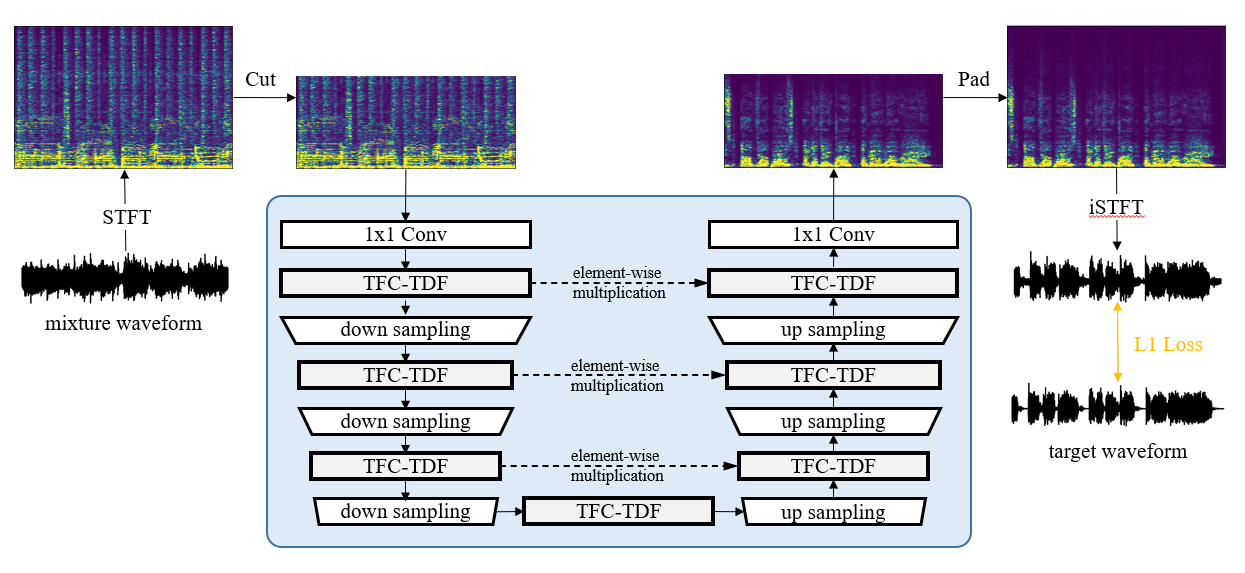 Cut
Pad
STFT
iSTFT
mixture waveform
1x1 Conv
1x1 Conv
TFC-TDF
element-wise
multiplication
TFC-TDF
down sampling
up sampling
L1 Loss
TFC-TDF
element-wise
multiplication
TFC-TDF
down sampling
up sampling
target waveform
TFC-TDF
element-wise
multiplication
TFC-TDF
down sampling
TFC-TDF
up sampling